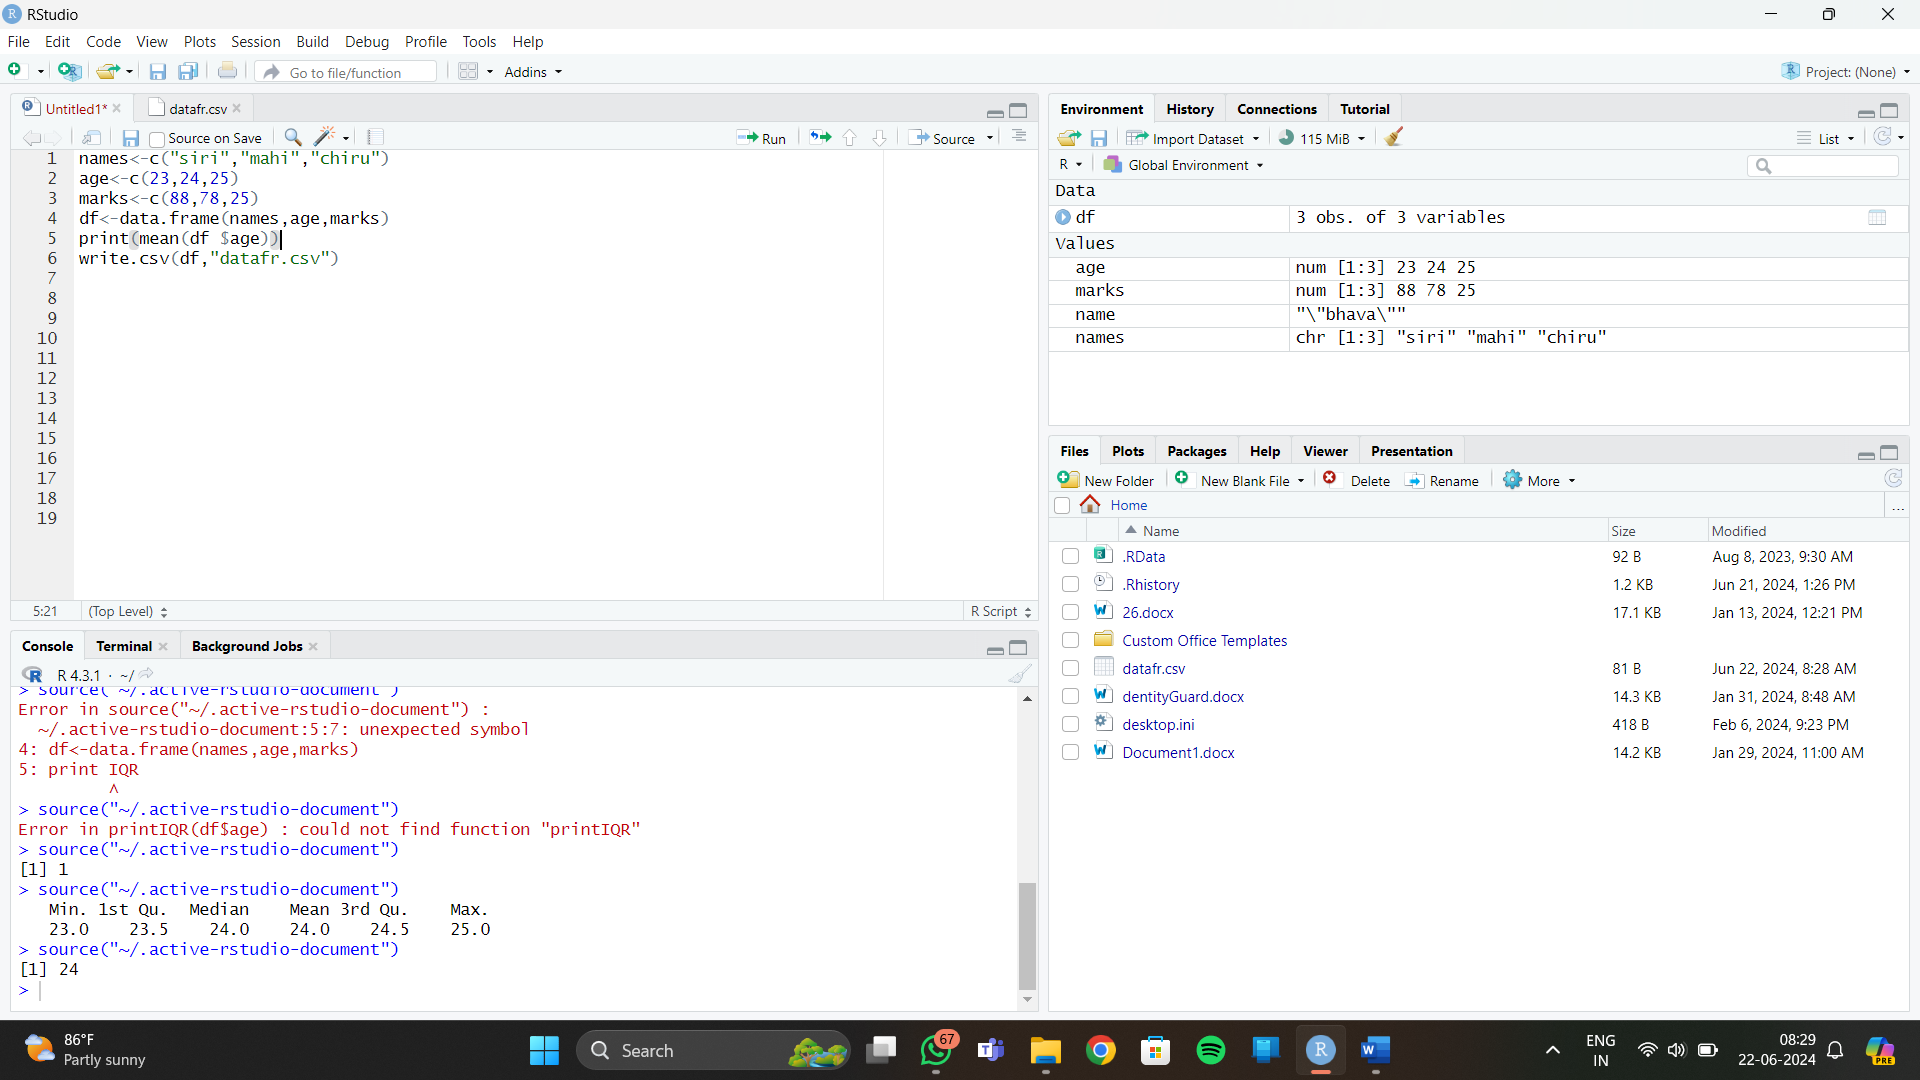 RStudio
File Edit Code View Plots Session Build Debug Profile Tools Help
Go to file/function Addins Project: (None)
Untitled1* datafr.csv
Source on Save Run Source
1 names<-c("siri","mahi","chiru")
2 age<-c(23,24,25)
3 marks<-c(88,78,25)
4 df<-data.frame(names,age,marks)
5 print(mean(df $age))
6 write.csv(df,"datafr.csv")
7
8
9
10
11
12
13
14
15
16
17
18
19
5:21 (Top Level) R Script
Console Terminal Background Jobs
R 4.3.1 · ~/
> source("~/.active-rstudio-document")
Error in source("~/.active-rstudio-document") :
~/.active-rstudio-document:5:7: unexpected symbol
4: df<-data.frame(names,age,marks)
5: print IQR
^
> source("~/.active-rstudio-document")
Error in printIQR(df$age) : could not find function "printIQR"
> source("~/.active-rstudio-document")
[1] 1
> source("~/.active-rstudio-document")
Min. 1st Qu. Median Mean 3rd Qu. Max.
23.0 23.5 24.0 24.0 24.5 25.0
> source("~/.active-rstudio-document")
[1] 24
>
Environment History Connections Tutorial
Import Dataset 115 MiB List
R Global Environment
Data
df 3 obs. of 3 variables
Values
age num [1:3] 23 24 25
marks num [1:3] 88 78 25
name "\"bhava\""
names chr [1:3] "siri" "mahi" "chiru"
Files Plots Packages Help Viewer Presentation
New Folder New Blank File Delete Rename More
Home ...
Name Size Modified
.RData 92 B Aug 8, 2023, 9:30 AM
.Rhistory 1.2 KB Jun 21, 2024, 1:26 PM
26.docx 17.1 KB Jan 13, 2024, 12:21 PM
Custom Office Templates
datafr.csv 81 B Jun 22, 2024, 8:28 AM
dentityGuard.docx 14.3 KB Jan 31, 2024, 8:48 AM
desktop.ini 418 B Feb 6, 2024, 9:23 PM
Document1.docx 14.2 KB Jan 29, 2024, 11:00 AM
86°F
Partly sunny
Search
67
ENG
IN
08:29
22-06-2024
PRE